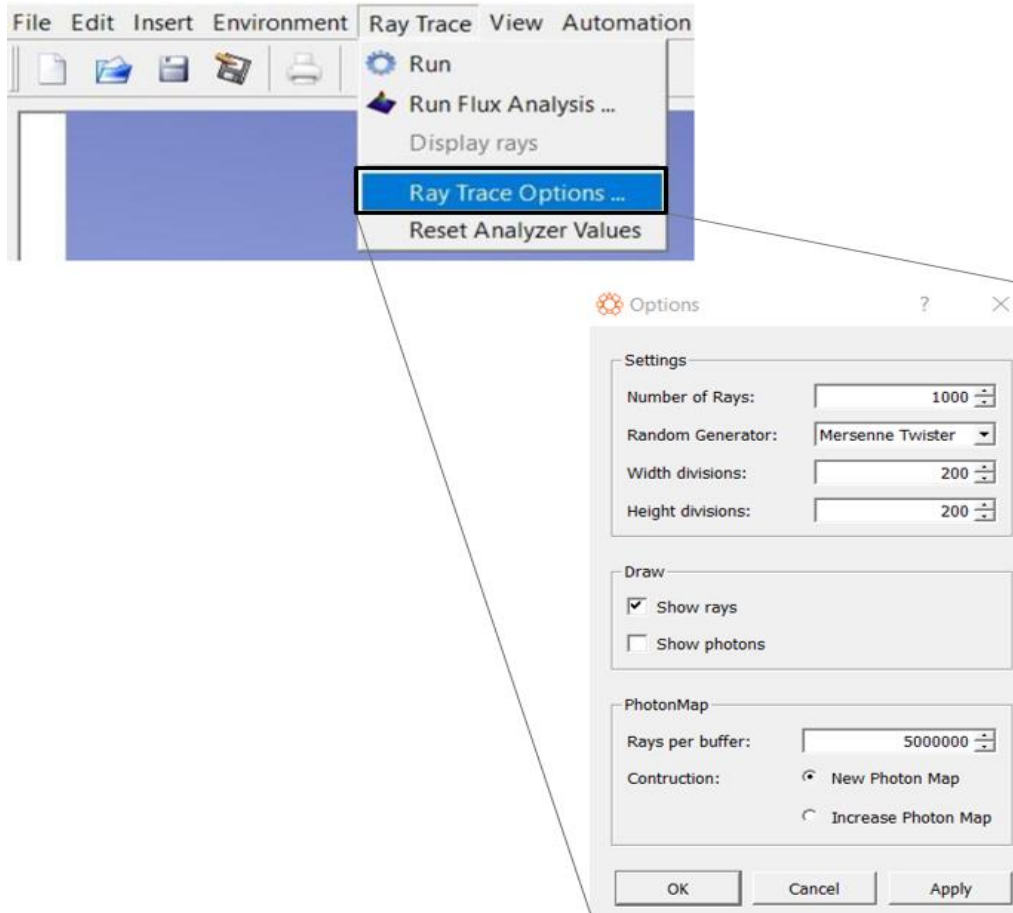 File Edit Insert Environment Ray Trace View Automation
Run
Run Flux Analysis ...
Display rays
Ray Trace Options ...
Reset Analyzer Values
Options ?
Settings
Number of Rays: 1000
Random Generator: Mersenne Twister
Width divisions: 200
Height divisions: 200
Draw
Show rays
Show photons
PhotonMap
Rays per buffer: 5000000
Contruction: New Photon Map
Increase Photon Map
OK Cancel Apply